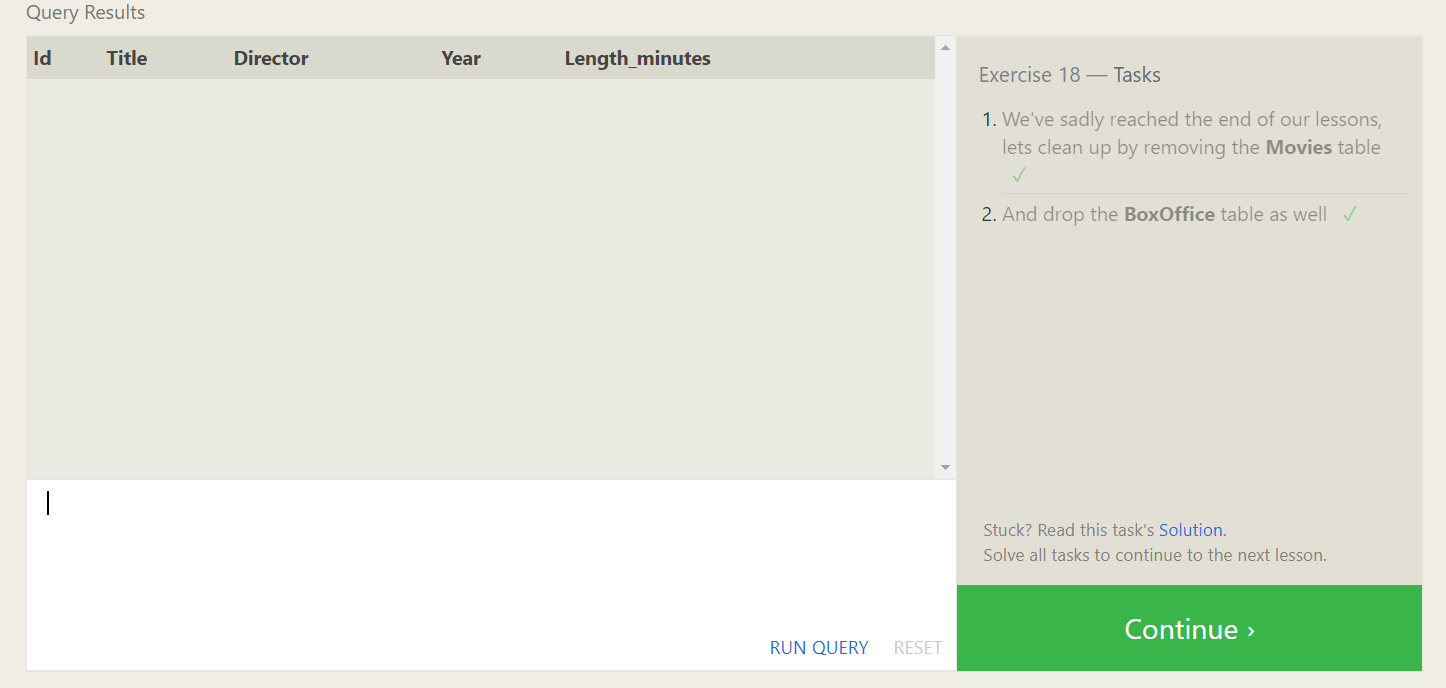 Query Results
Id Title Director Year Length_minutes
Exercise 18 — Tasks
1. We've sadly reached the end of our lessons,
lets clean up by removing the Movies table
✓
2. And drop the BoxOffice table as well ✓
Stuck? Read this task's Solution.
Solve all tasks to continue to the next lesson.
RUN QUERY RESET
Continue ›